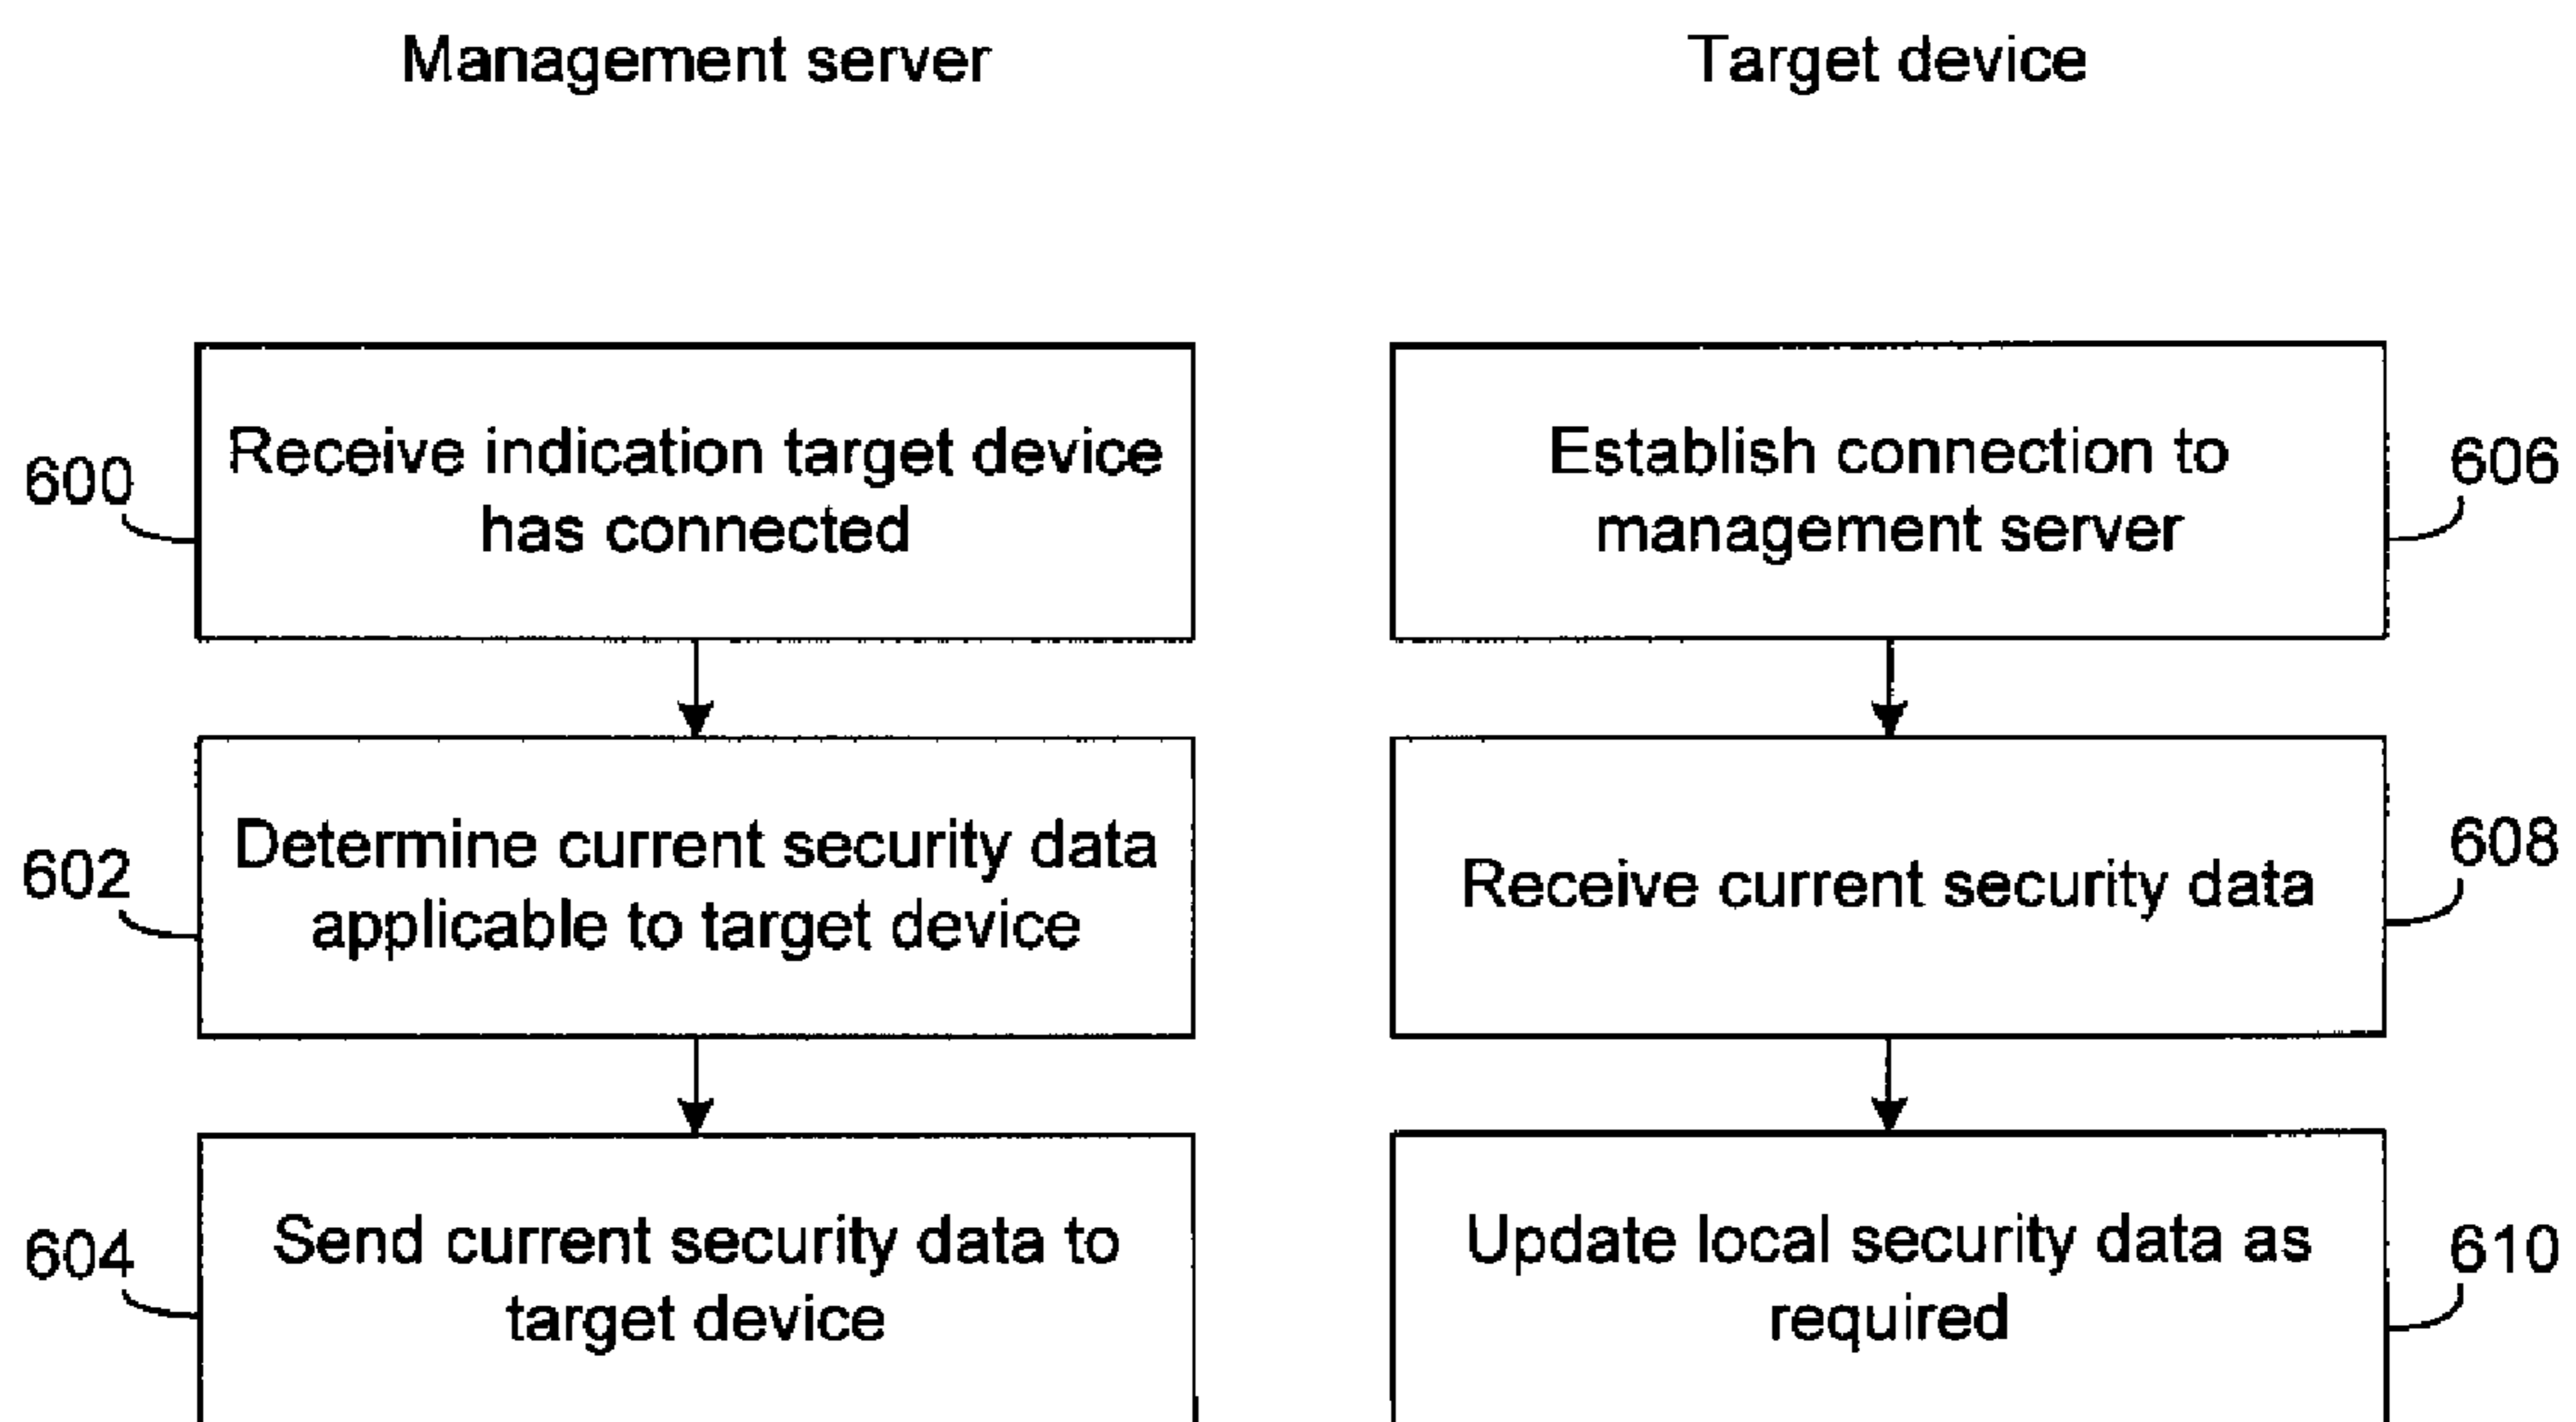 Management server
Target device
600
Receive indication target device
has connected
Establish connection to
management server
606
602
Determine current security data
applicable to target device
Receive current security data
608
604
Send current security data to
target device
Update local security data as
required
610